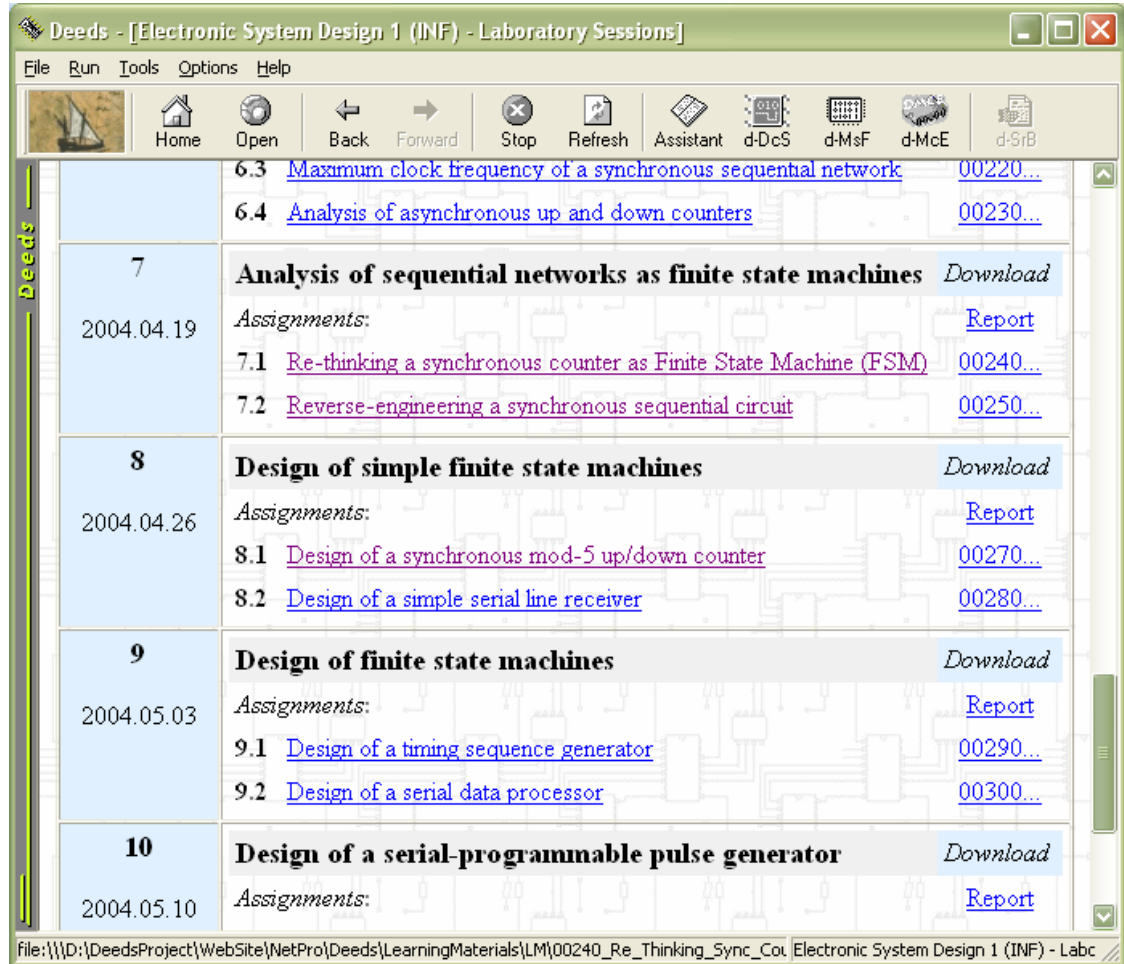 Deeds - [Electronic System Design 1 (INF) - Laboratory Sessions]
File Run Tools Options Help
Home Open Back Forward Stop Refresh Assistant d-DcS d-MsF d-McE d-SrB
Deeds
6.3 Maximum clock frequency of a synchronous sequential network 00220...
6.4 Analysis of asynchronous up and down counters 00230...
7 Analysis of sequential networks as finite state machines Download
2004.04.19 Assignments: Report
7.1 Re-thinking a synchronous counter as Finite State Machine (FSM) 00240...
7.2 Reverse-engineering a synchronous sequential circuit 00250...
8 Design of simple finite state machines Download
2004.04.26 Assignments: Report
8.1 Design of a synchronous mod-5 up/down counter 00270...
8.2 Design of a simple serial line receiver 00280...
9 Design of finite state machines Download
2004.05.03 Assignments: Report
9.1 Design of a timing sequence generator 00290...
9.2 Design of a serial data processor 00300...
10 Design of a serial-programmable pulse generator Download
2004.05.10 Assignments: Report
file:\\\D:\DeedsProject\WebSite\NetPro\Deeds\LearningMaterials\LM\00240_Re_Thinking_Sync_Cou Electronic System Design 1 (INF) - Labc